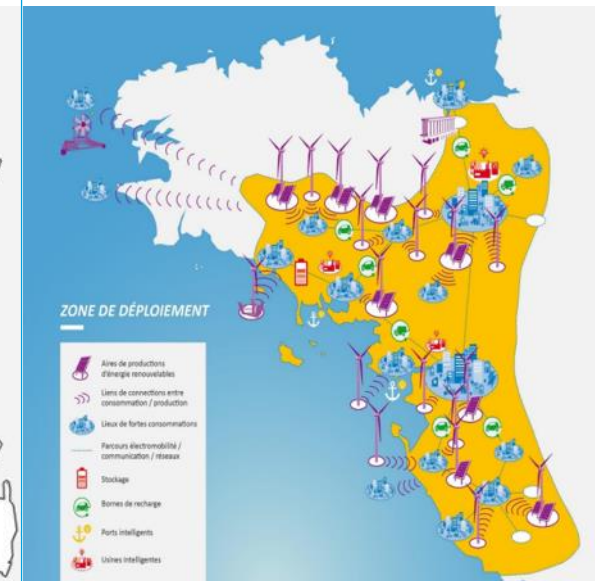 ZONE DE DÉPLOIEMENT
Aires de productions
d'énergie renouvelables
Liens de connections entre
consommation / production
Lieux de fortes consommations
Parcours électromobilité /
communication / réseaux
Stockage
Bornes de recharge
Ports intelligents
Usines Intelligentes